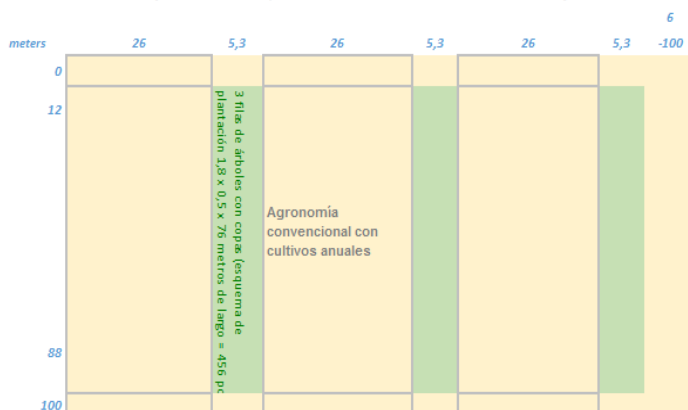 6
meters 26 5,3 26 5,3 26 5,3 -100
0
12
3 filas de árboles con copas (esquema de
plantación 1,8 x 0,5 x 76 metros de largo = 456
Agronomía
convencional con
cultivos anuales
88
100